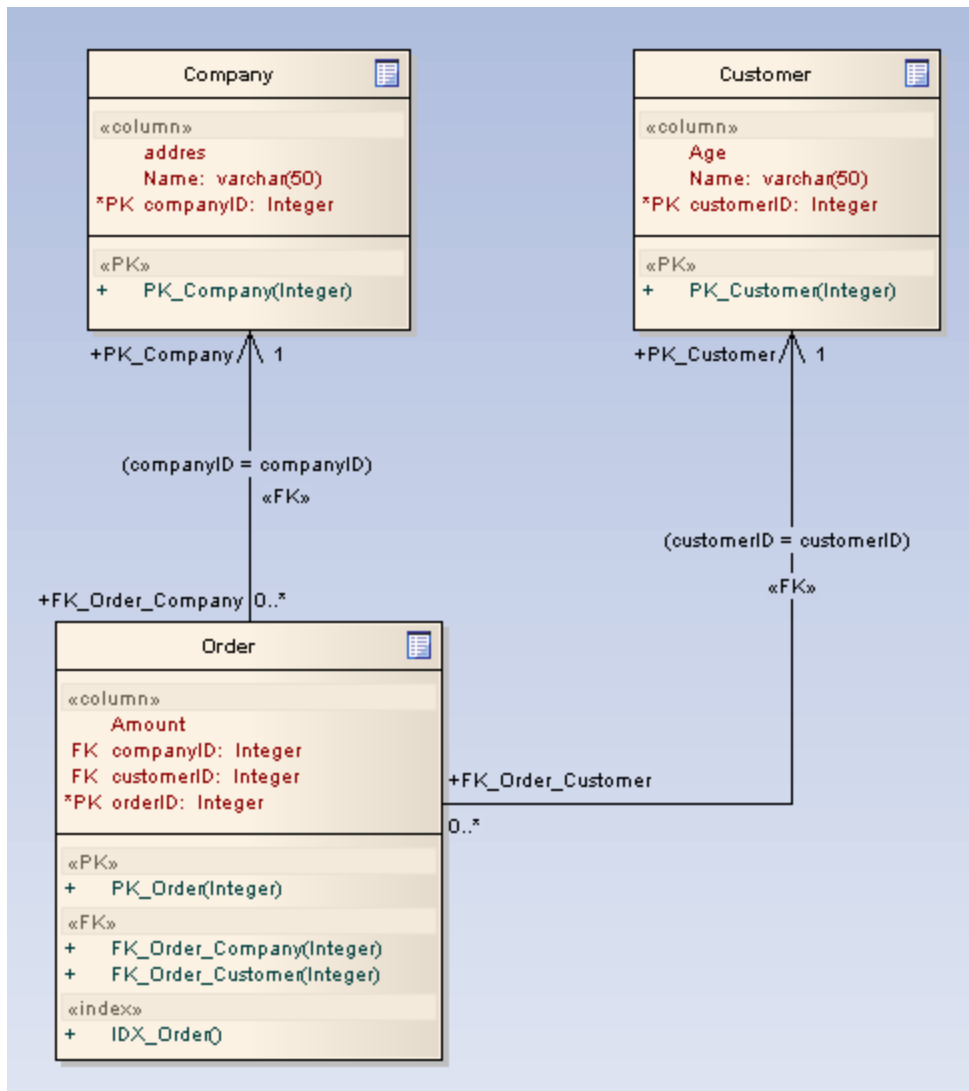 Company
«column»
addres
Name: varchar(50)
*PK companyID: Integer
«PK»
+ PK_Company(Integer)
Customer
«column»
Age
Name: varchar(50)
*PK customerID: Integer
«PK»
+ PK_Customer(Integer)
+PK_Company 1
+PK_Customer 1
(companyID = companyID)
«FK»
(customerID = customerID)
«FK»
+FK_Order_Company 0..*
Order
«column»
Amount
FK companyID: Integer
FK customerID: Integer
*PK orderID: Integer
«PK»
+ PK_Order(Integer)
«FK»
+ FK_Order_Company(Integer)
+ FK_Order_Customer(Integer)
«index»
+ IDX_Order()
+FK_Order_Customer
0..*